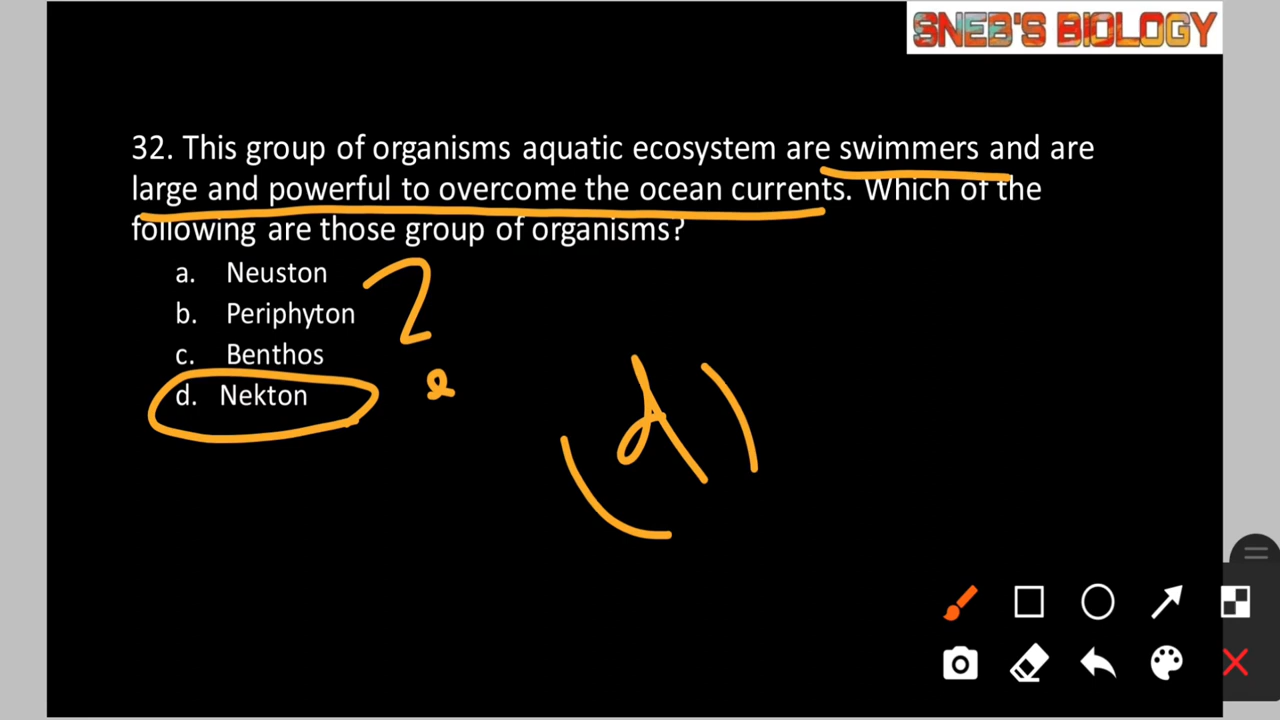 SNEB'S BIOLOGY
32. This group of organisms aquatic ecosystem are swimmers and are
large and powerful to overcome the ocean currents. Which of the
following are those group of organisms?
a. Neuston
b. Periphyton
c. Benthos
d. Nekton
?
(d)